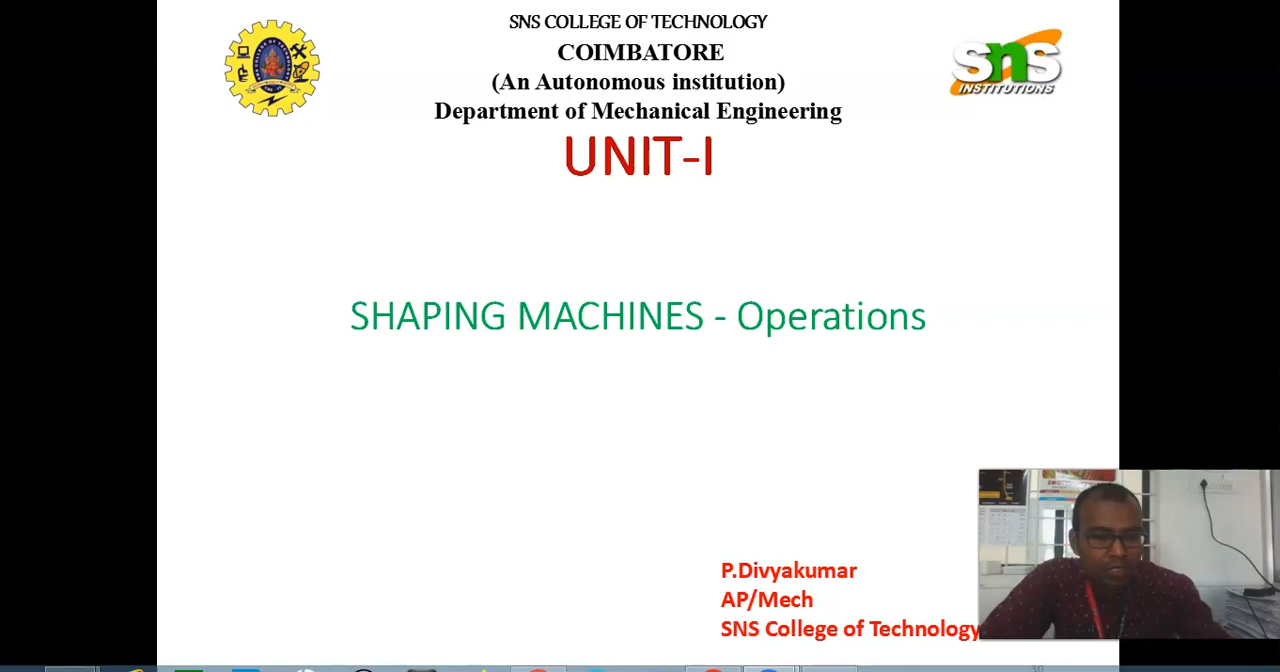 SNS COLLEGE OF TECHNOLOGY
COIMBATORE
(An Autonomous institution)
Department of Mechanical Engineering
sns
INSTITUTIONS
UNIT-I
SHAPING MACHINES - Operations
P.Divyakumar
AP/Mech
SNS College of Technology